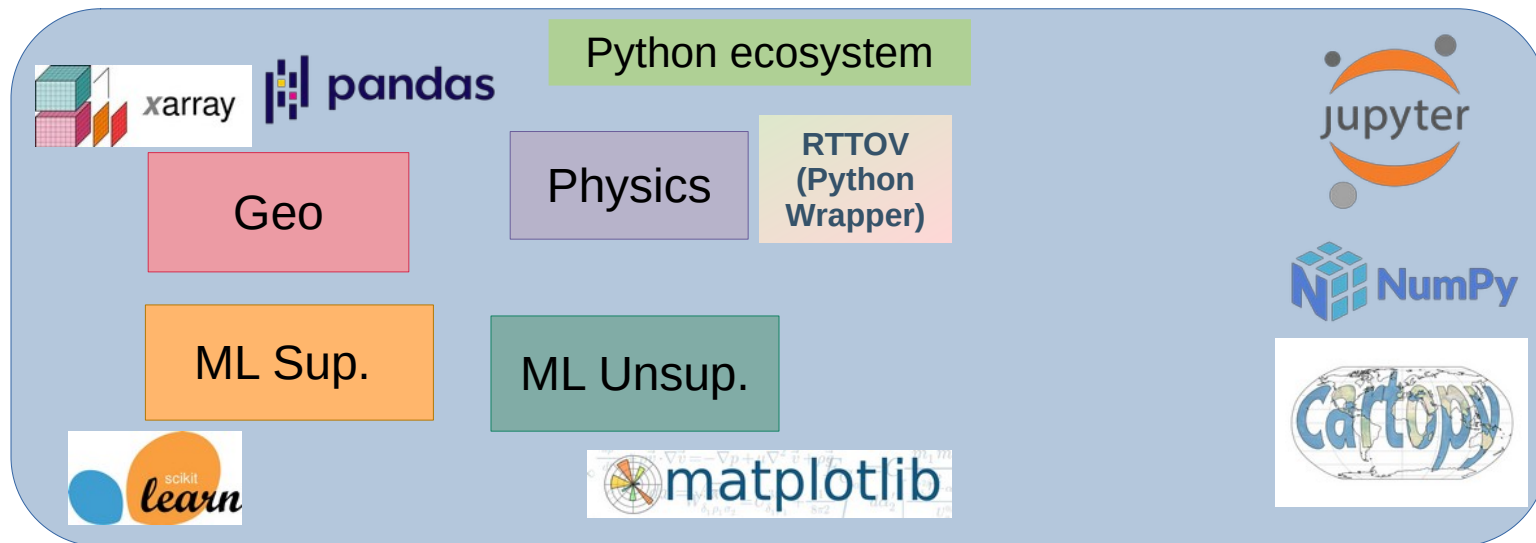 Python ecosystem
xarray
pandas
jupyter
Geo
Physics
RTTOV
(Python
Wrapper)
NumPy
ML Sup.
ML Unsup.
cartopy
scikit
learn
matplotlib